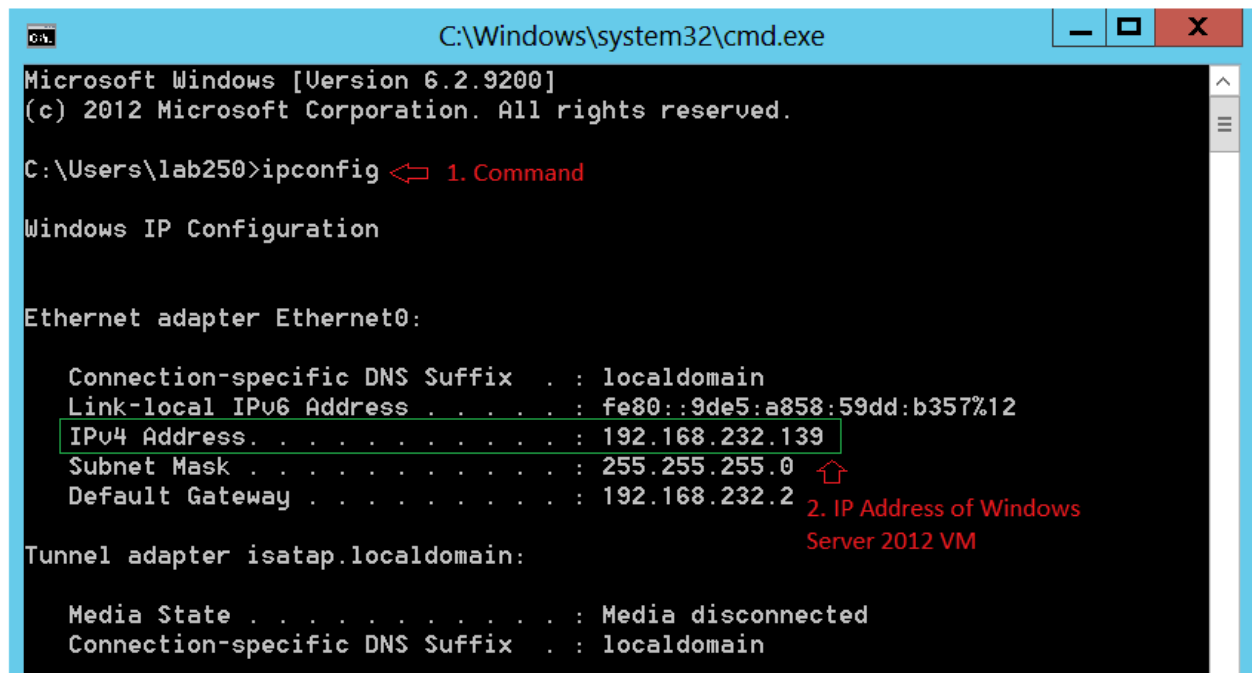 C:\Windows\system32\cmd.exe
Microsoft Windows [Version 6.2.9200]
(c) 2012 Microsoft Corporation. All rights reserved.
C:\Users\lab250>ipconfig 1. Command
Windows IP Configuration
Ethernet adapter Ethernet0:
Connection-specific DNS Suffix . : localdomain
Link-local IPv6 Address . . . . . : fe80::9de5:a858:59dd:b357%12
IPv4 Address. . . . . . . . . . . : 192.168.232.139
Subnet Mask . . . . . . . . . . . : 255.255.255.0
Default Gateway . . . . . . . . . : 192.168.232.2
2. IP Address of Windows
Server 2012 VM
Tunnel adapter isatap.localdomain:
Media State . . . . . . . . . . . : Media disconnected
Connection-specific DNS Suffix . : localdomain